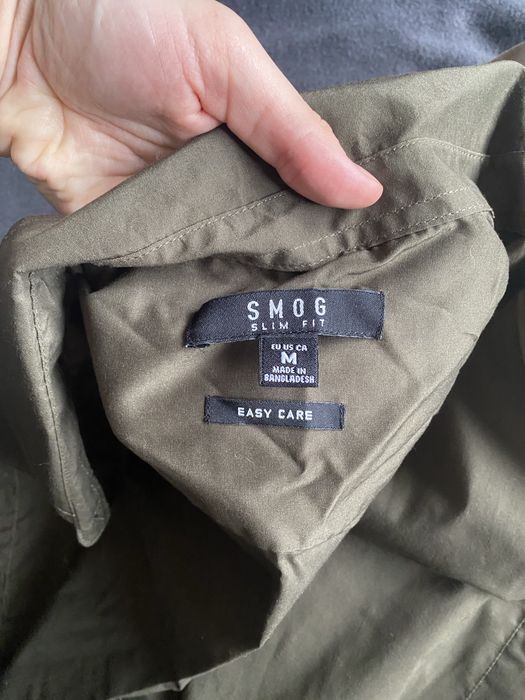 SMOG
SLIM FIT
EU US CA
M
MADE IN
BANGLADESH
EASY CARE